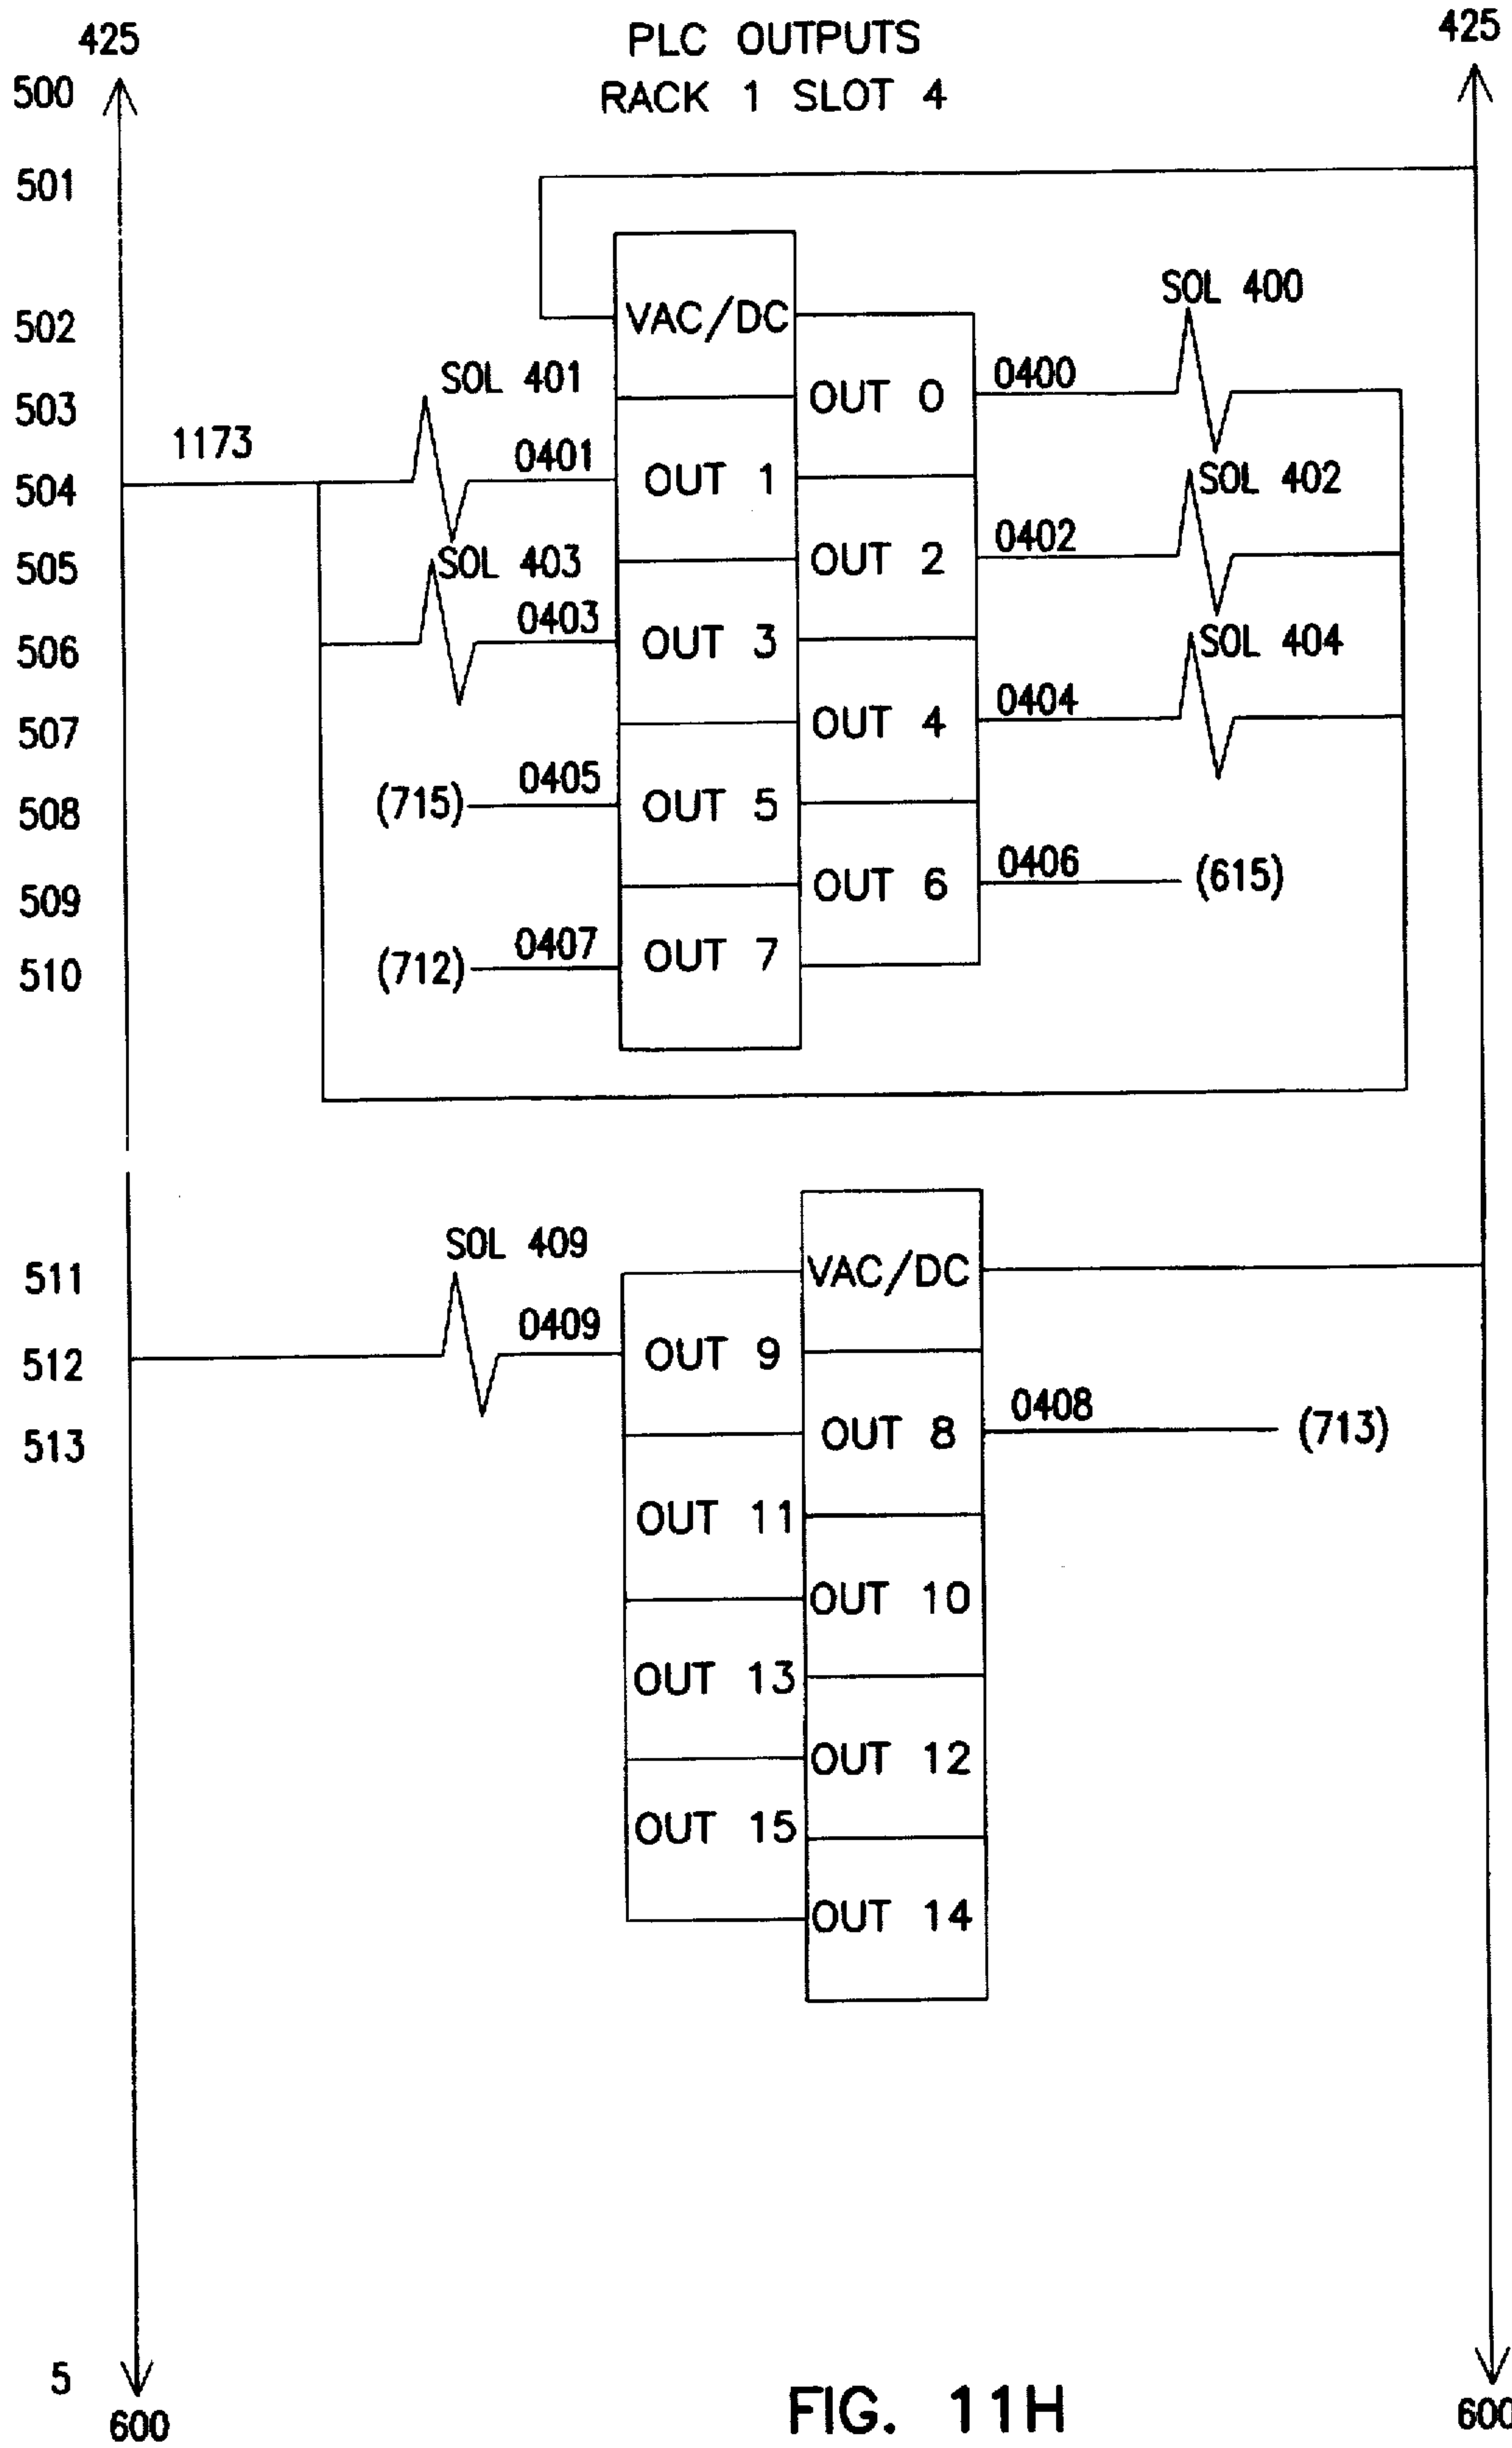 425 PLC OUTPUTS 425
500 RACK 1 SLOT 4
501
SOL 400
502 VAC/DC
SOL 401 0400
503 OUT 0
1173 0401 SOL 402
504 OUT 1
SOL 403 0402
505 OUT 2
0403 SOL 404
506 OUT 3
0404
507 OUT 4
0405
508 (715) OUT 5
0406
509 OUT 6 (615)
0407
510 (712) OUT 7
SOL 409
511 VAC/DC
0409
512 OUT 9
0408
513 OUT 8 (713)
OUT 11
OUT 10
OUT 13
OUT 12
OUT 15
OUT 14
5
600 FIG. 11H 600